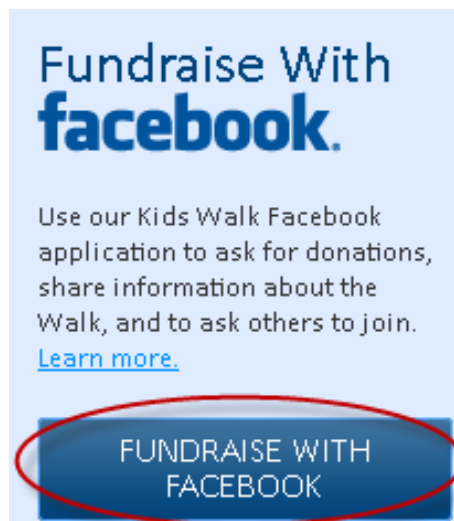 Fundraise With
facebook.
Use our Kids Walk Facebook
application to ask for donations,
share information about the
Walk, and to ask others to join.
Learn more.
FUNDRAISE WITH
FACEBOOK